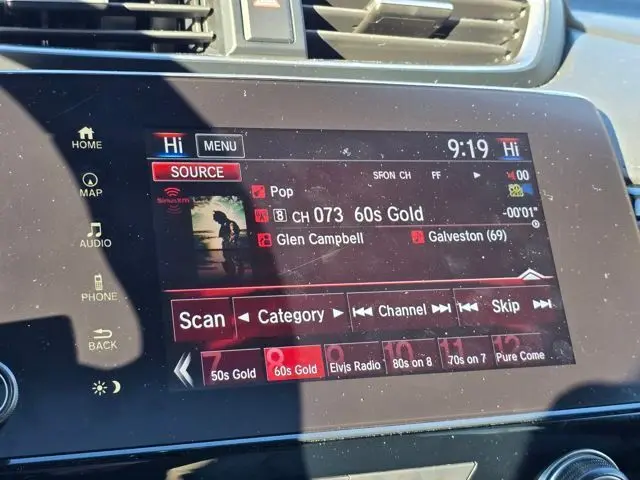 HOME
MAP
AUDIO
PHONE
BACK
Hi MENU 9:19 Hi
SOURCE SFON CH FF 00
SiriusXM Pop
8 CH 073 60s Gold -00'01"
Glen Campbell Galveston (69)
Scan Category Channel Skip
7 8 9 10 11 12
50s Gold 60s Gold Elvis Radio 80s on 8 70s on 7 Pure Come